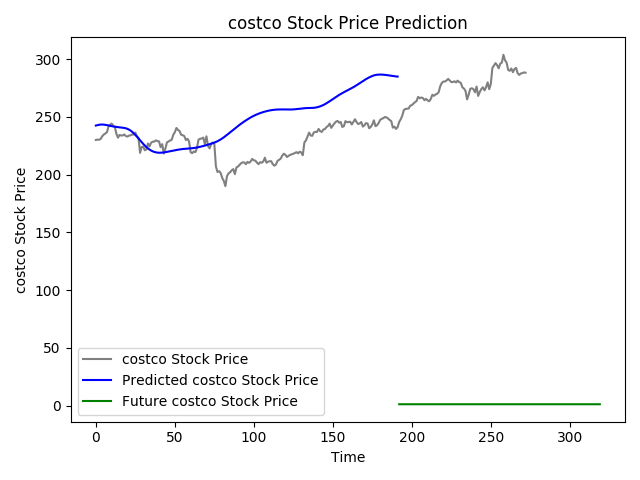 costco Stock Price Prediction
costco Stock Price
300
250
200
150
100
50
0
costco Stock Price
Predicted costco Stock Price
Future costco Stock Price
0 50 100 150 200 250 300
Time